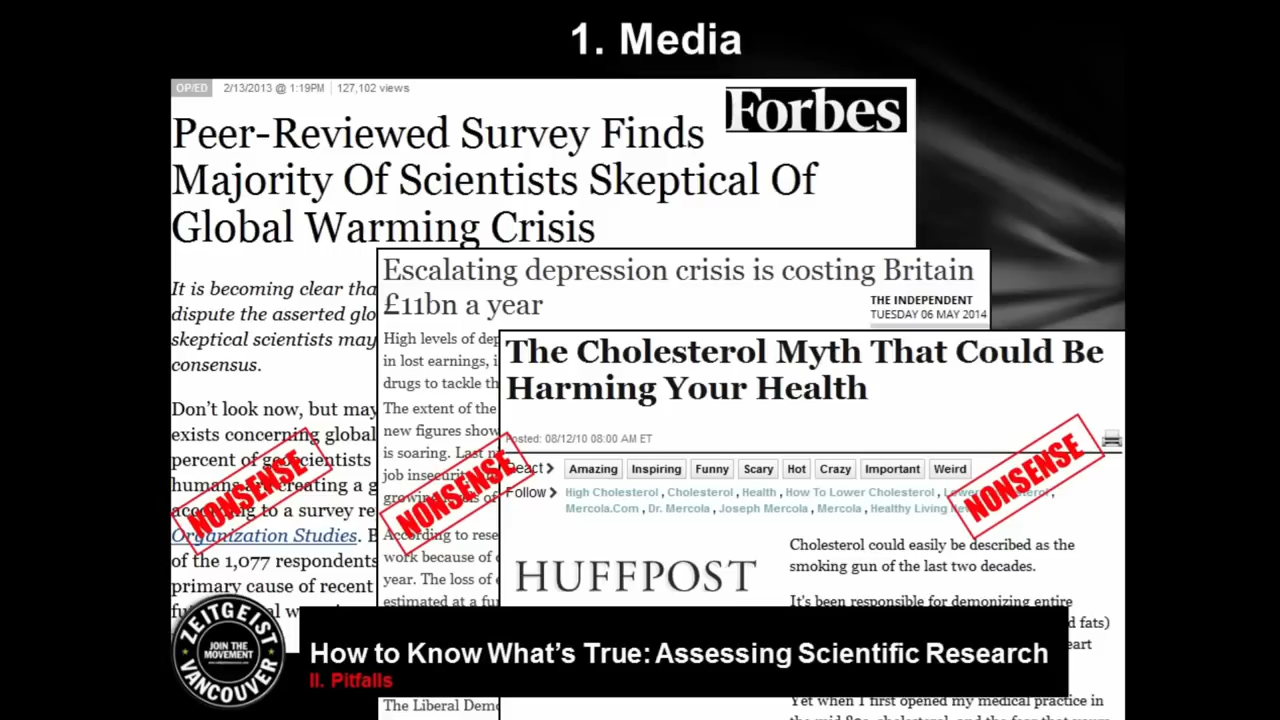 1. Media
OP/ED 2/13/2013 @ 1:19PM 127,102 views
Forbes
Peer-Reviewed Survey Finds
Majority Of Scientists Skeptical Of
Global Warming Crisis
It is becoming clear tha
dispute the asserted glo
skeptical scientists may
consensus.
Don't look now, but may
exists concerning global
percent of geoscientists
humans are creating a g
according to a survey re
Organization Studies. B
of the 1,077 respondents
primary cause of recent
NONSENSE
Escalating depression crisis is costing Britain
£11bn a year
THE INDEPENDENT
TUESDAY 06 MAY 2014
High levels of dep
in lost earnings, i
drugs to tackle th
The extent of the
new figures show
is soaring. Last n
job insecurity
growing levels of
According to rese
work because of
year. The loss of
estimated at a fu
The Liberal Demo
NONSENSE
The Cholesterol Myth That Could Be
Harming Your Health
Posted: 08/12/10 08:00 AM ET
React Amazing Inspiring Funny Scary Hot Crazy Important Weird
Follow High Cholesterol , Cholesterol , Health , How To Lower Cholesterol ,
Mercola.Com , Dr. Mercola , Joseph Mercola , Mercola , Healthy Living
NONSENSE
HUFFPOST
Cholesterol could easily be described as the
smoking gun of the last two decades.
It's been responsible for demonizing entire
d fats)
eart
Yet when I first opened my medical practice in
ZEITGEIST
JOIN THE
MOVEMENT
VANCOUVER
How to Know What's True: Assessing Scientific Research
II. Pitfalls